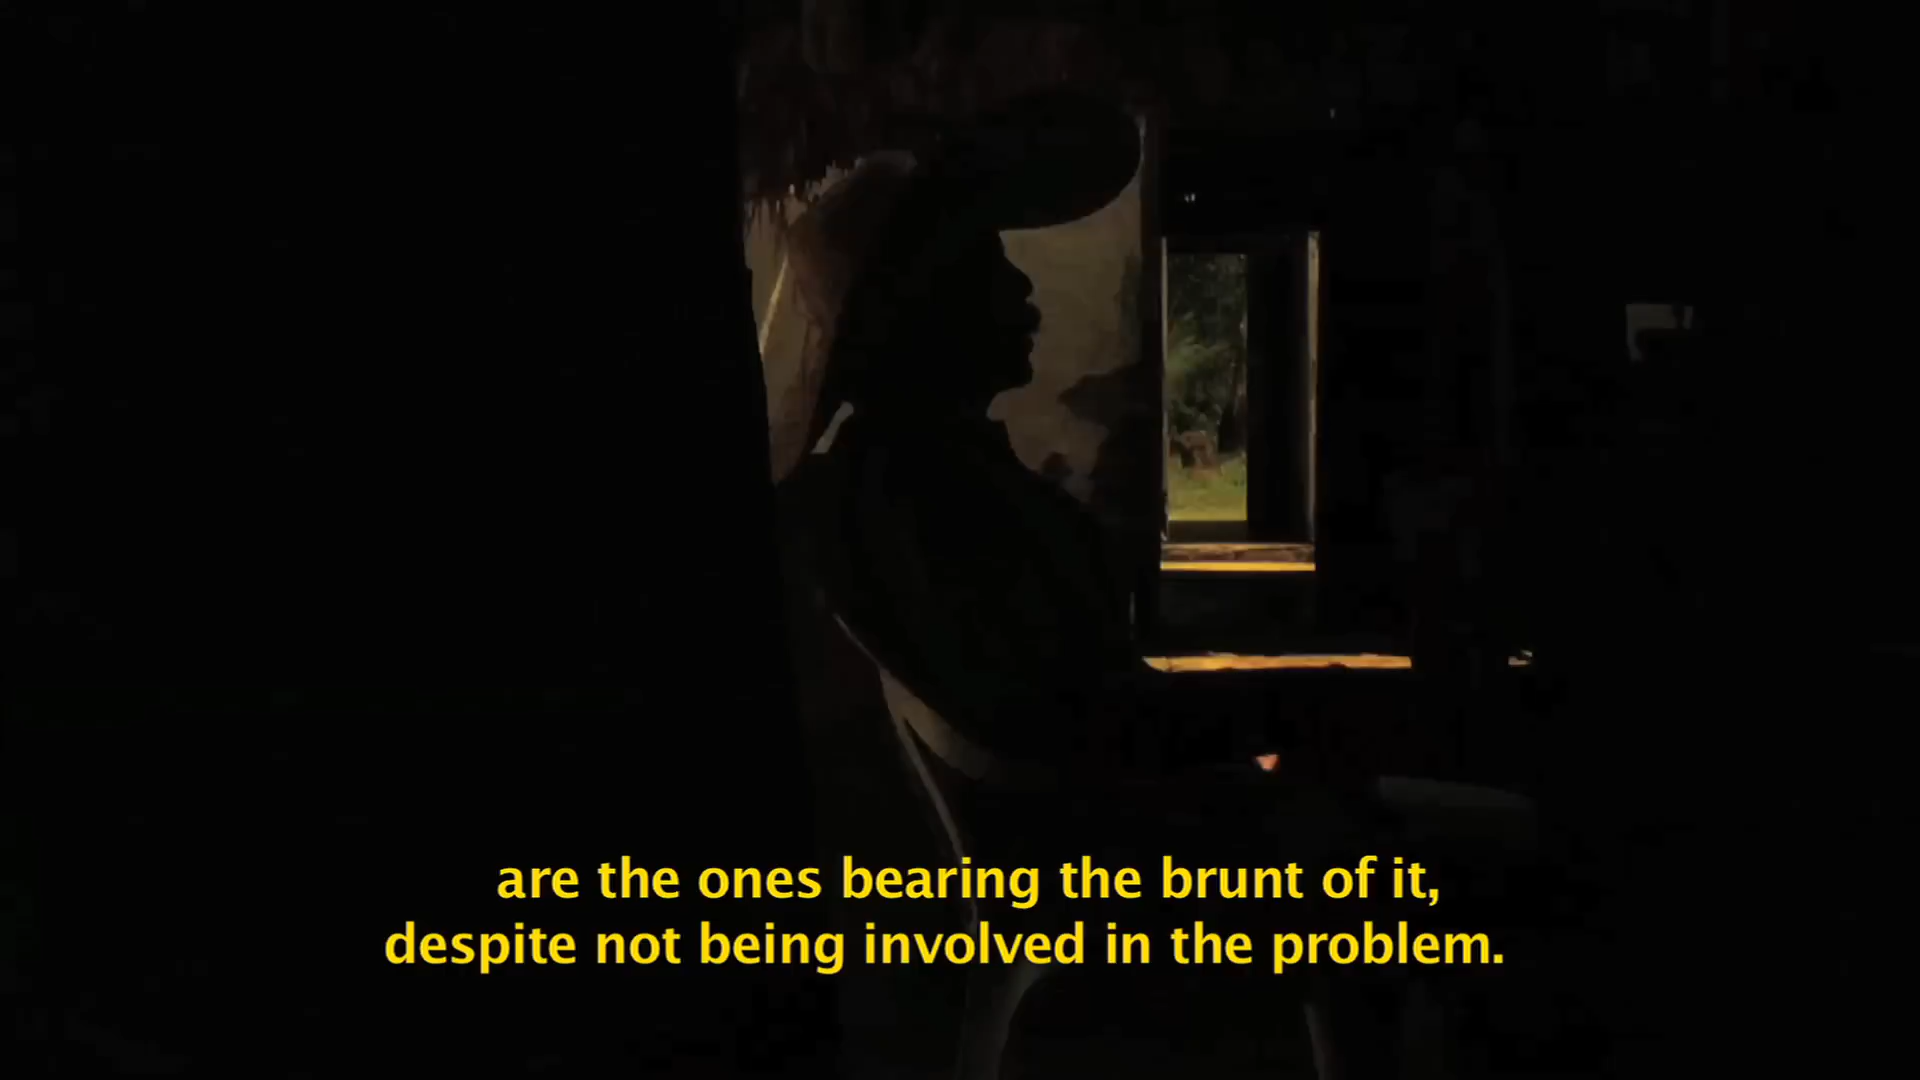 are the ones bearing the brunt of it,
despite not being involved in the problem.